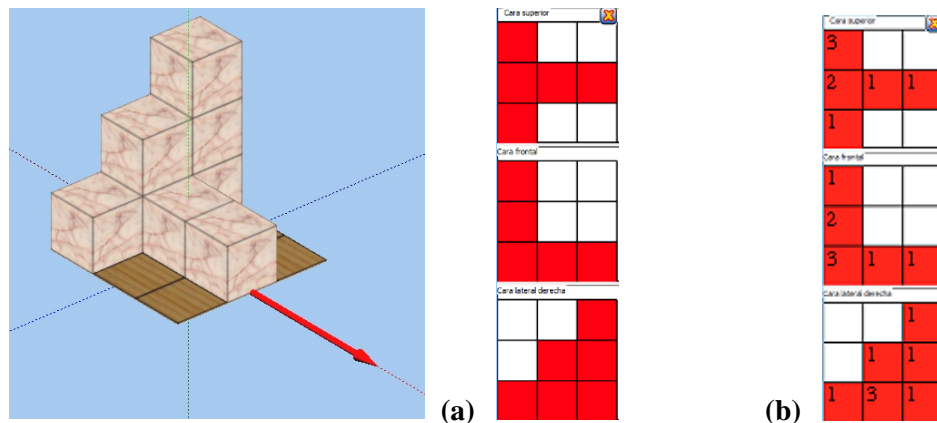 Cara superior
Cara frontal
Cara lateral derecha
(a)
Cara superior
3
2 1 1
1
Cara frontal
1
2
3 1 1
Cara lateral derecha
1
1 1
1 3 1
(b)